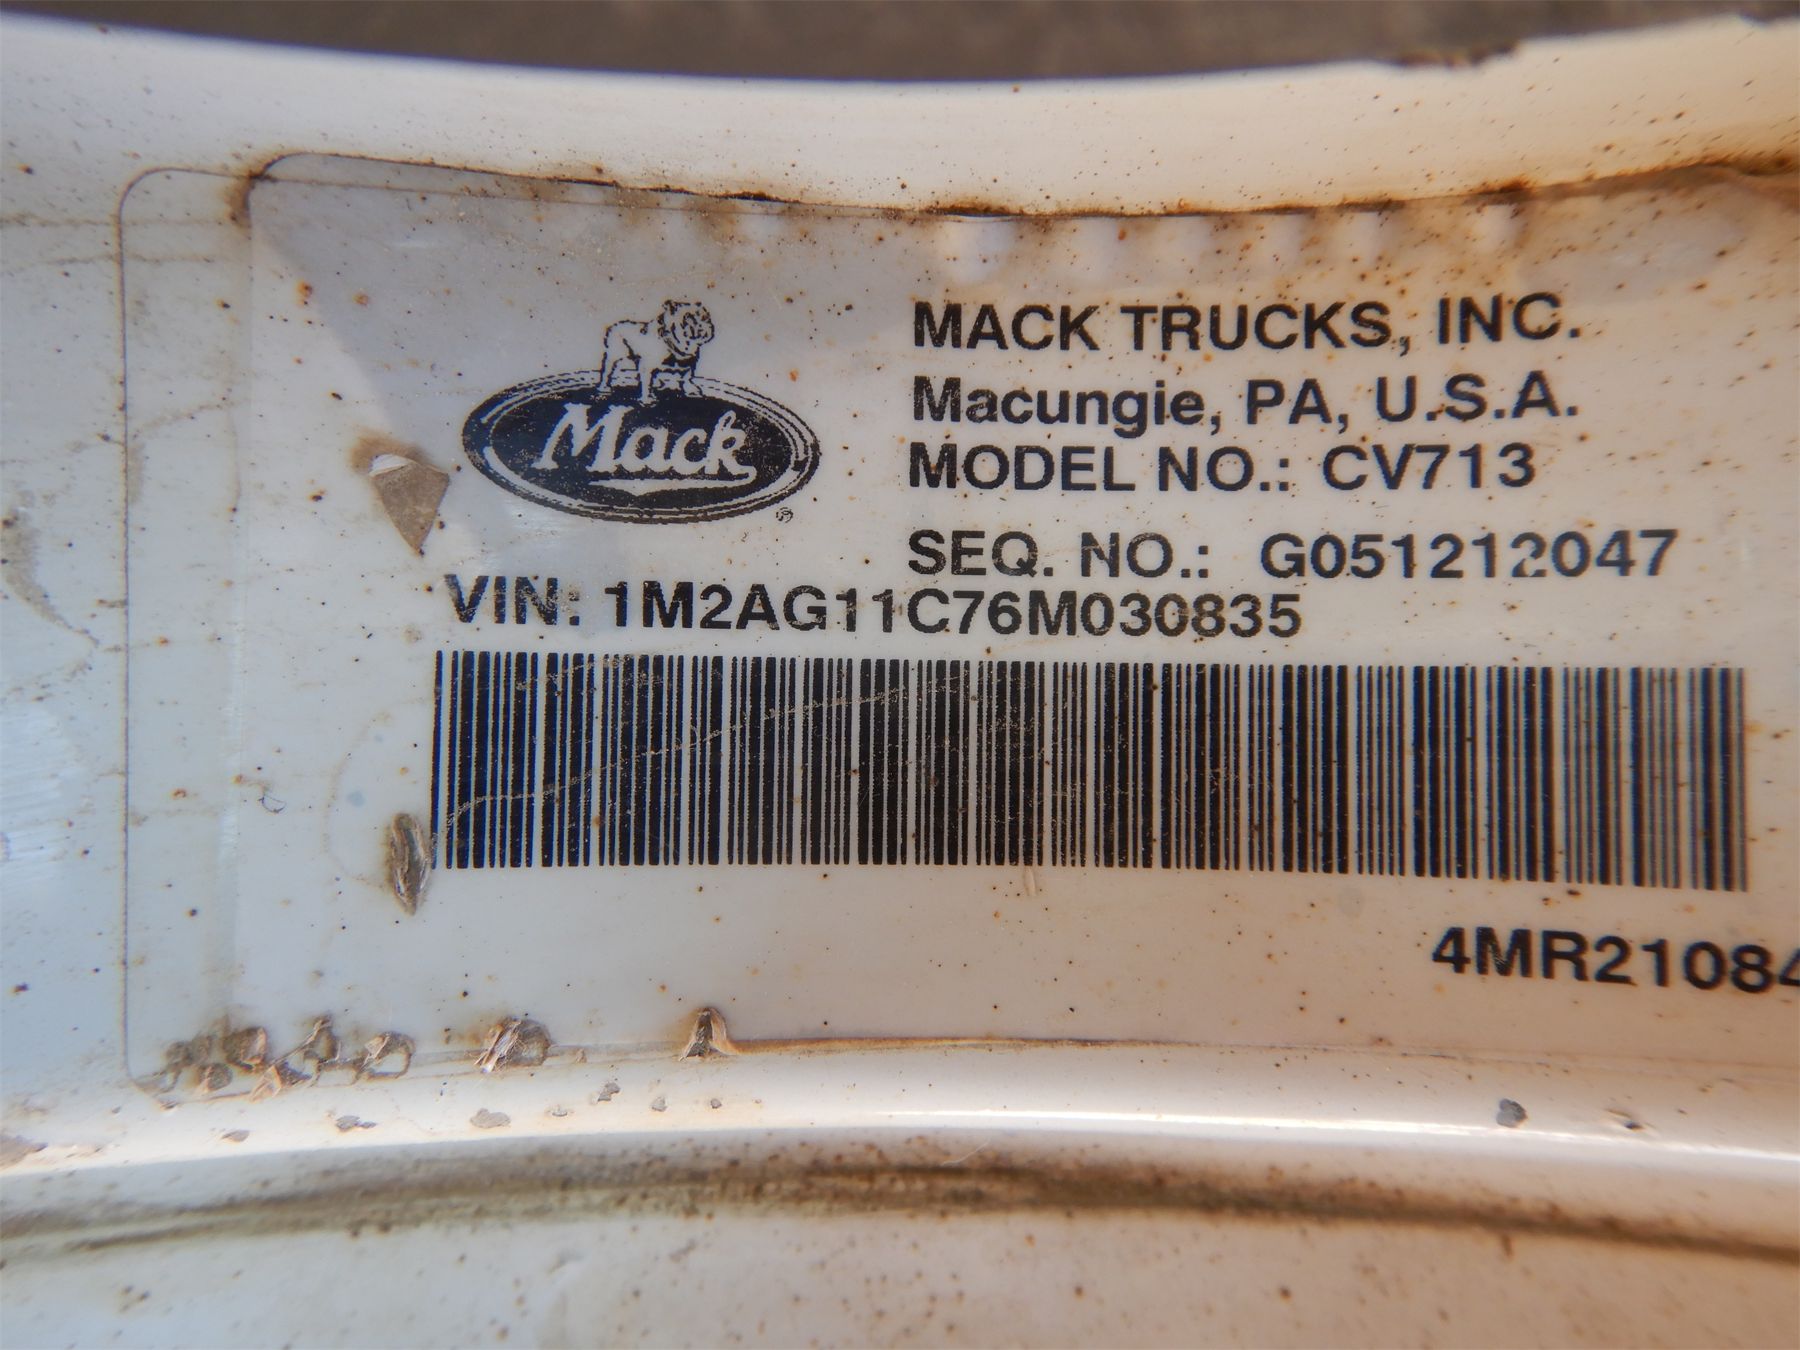 Mack
®
MACK TRUCKS, INC.
Macungie, PA, U.S.A.
MODEL NO.: CV713
SEQ. NO.: G051212047
VIN: 1M2AG11C76M030835
4MR21084